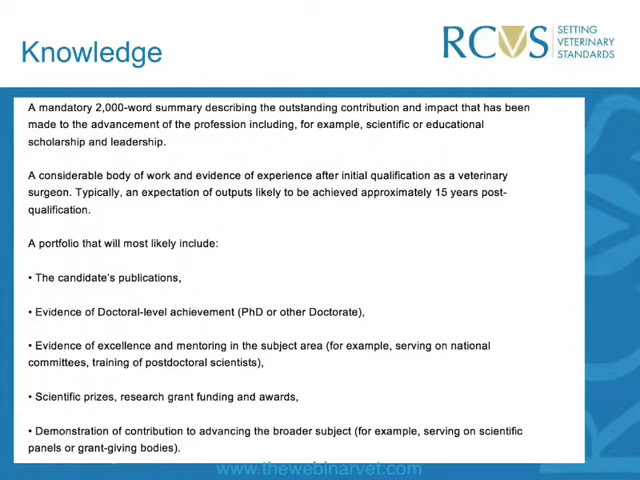 Knowledge
RCVS
SETTING
VETERINARY
STANDARDS
A mandatory 2,000-word summary describing the outstanding contribution and impact that has been
made to the advancement of the profession including, for example, scientific or educational
scholarship and leadership.
A considerable body of work and evidence of experience after initial qualification as a veterinary
surgeon. Typically, an expectation of outputs likely to be achieved approximately 15 years post-
qualification.
A portfolio that will most likely include:
• The candidate's publications,
• Evidence of Doctoral-level achievement (PhD or other Doctorate),
• Evidence of excellence and mentoring in the subject area (for example, serving on national
committees, training of postdoctoral scientists),
• Scientific prizes, research grant funding and awards,
• Demonstration of contribution to advancing the broader subject (for example, serving on scientific
panels or grant-giving bodies).
www.thewebinarvet.com